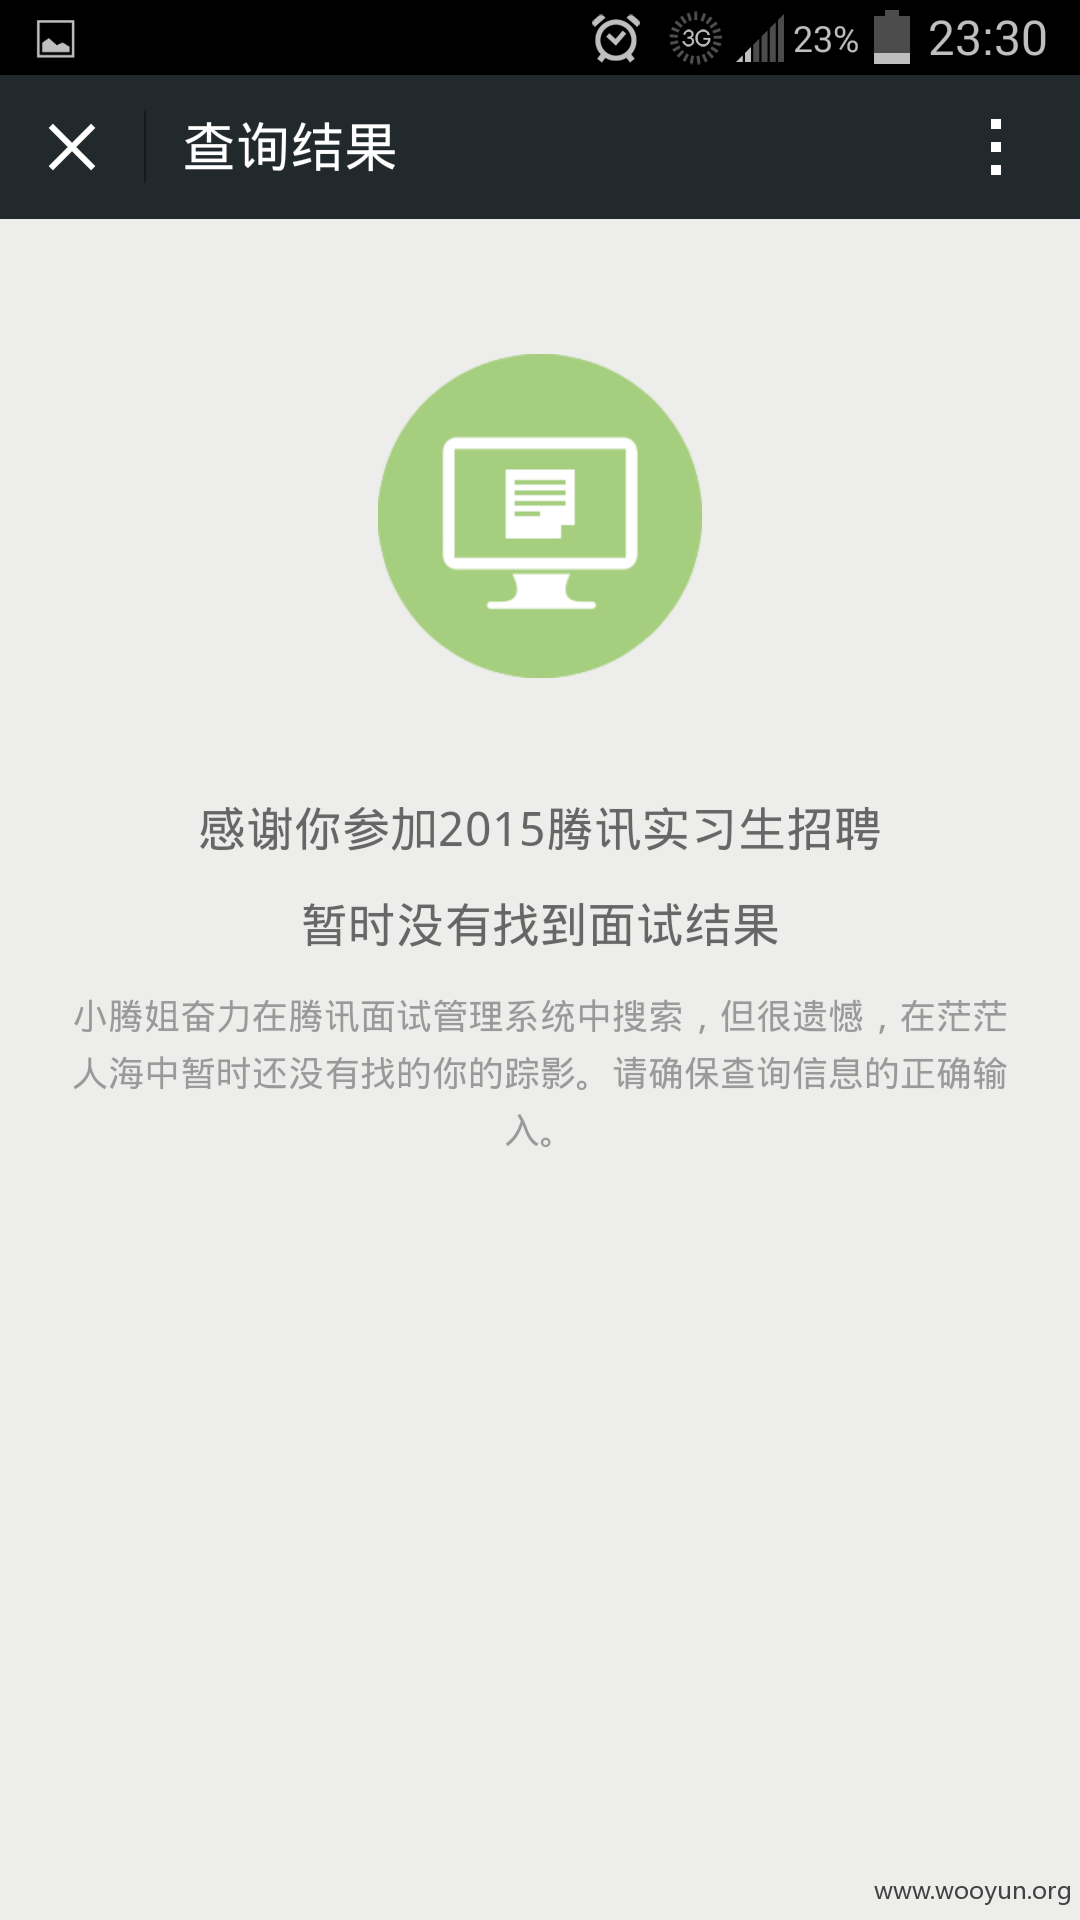 3G 23% 23:30
查询结果
感谢你参加2015腾讯实习生招聘
暂时没有找到面试结果
小腾姐奋力在腾讯面试管理系统中搜索，但很遗憾，在茫茫
人海中暂时还没有找的你的踪影。请确保查询信息的正确输
入。
www.wooyun.org